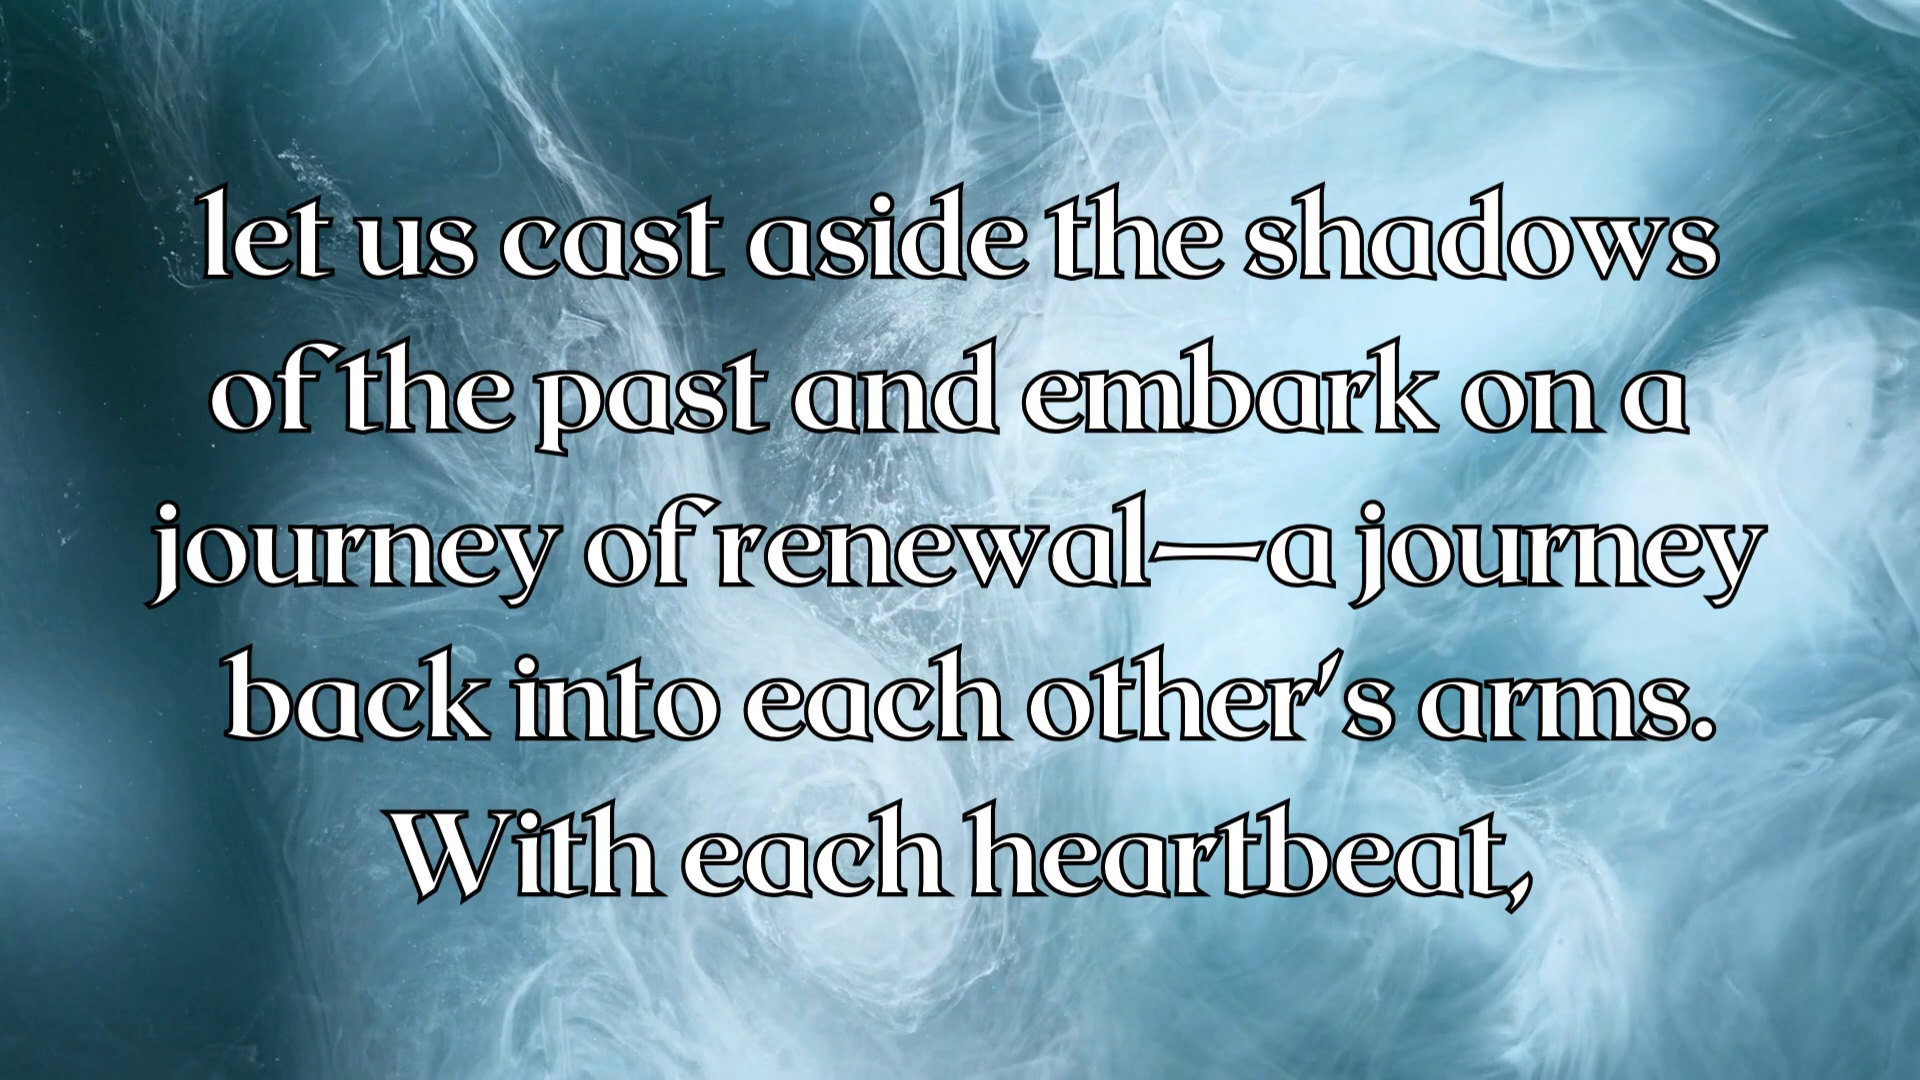 let us cast aside the shadows
of the past and embark on a
journey of renewal—a journey
back into each other's arms.
With each heartbeat,